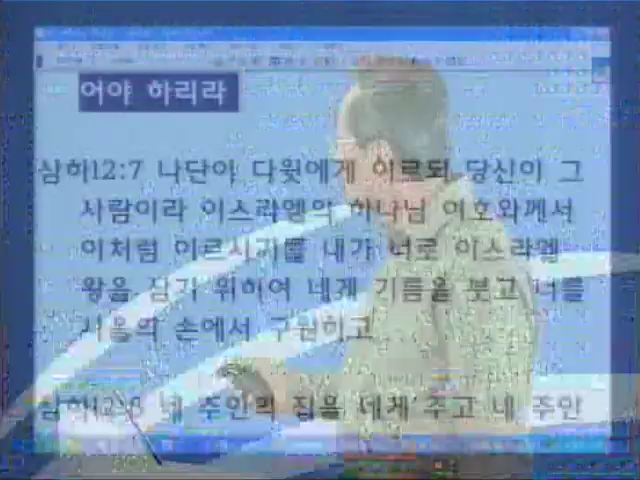 어야 하리라
삼하12:7 나단이 다윗에게 이르되 당신이 그
사람이라 이스라엘의 하나님 여호와께서
이처럼 이르시기를 내가 너로 이스라엘
왕을 삼기 위하여 네게 기름을 붓고 너를
사울의 손에서 구원하고
삼하12:8 네 주인의 집을 네게 주고 네 주인